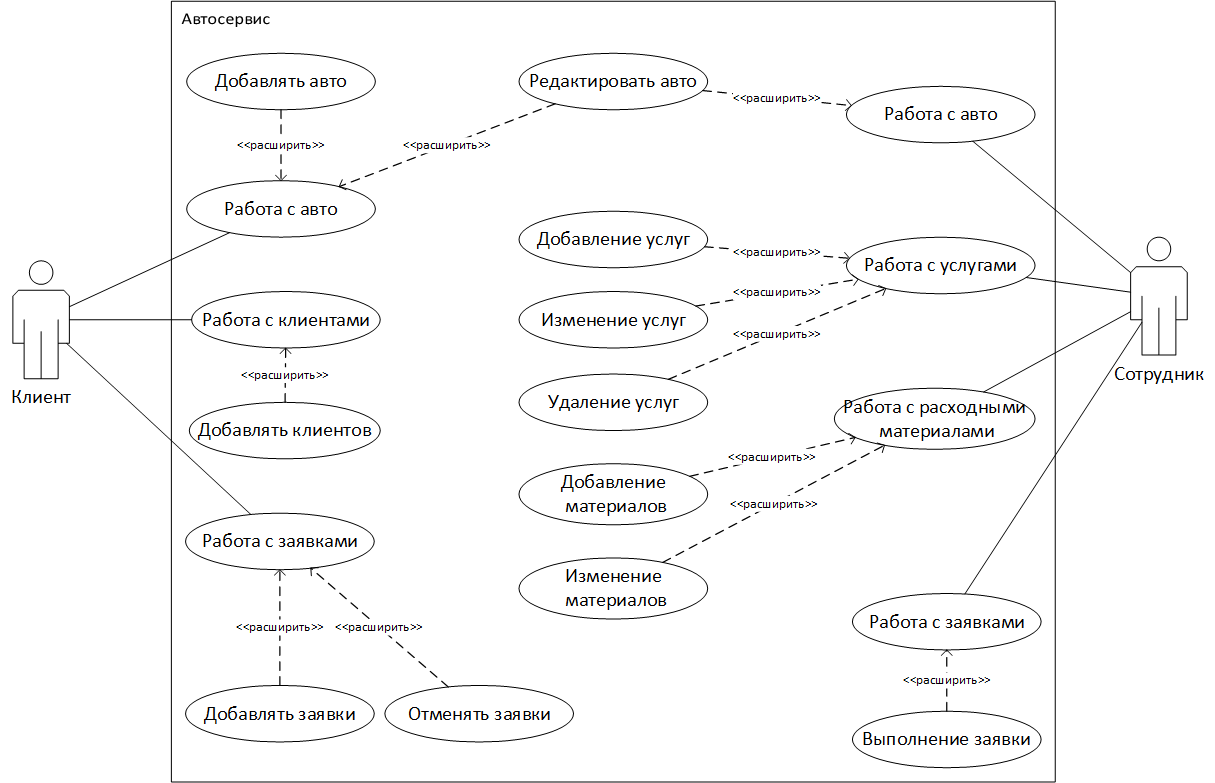 Автосервис
Добавлять авто
Редактировать авто
<<расширить>>
Работа с авто
<<расширить>>
<<расширить>>
Работа с авто
Добавление услуг
<<расширить>>
Работа с услугами
<<расширить>>
Изменение услуг
Работа с клиентами
<<расширить>>
<<расширить>>
Клиент
Сотрудник
Удаление услуг
Работа с расходными
материалами
Добавлять клиентов
<<расширить>>
Добавление
материалов
<<расширить>>
Работа с заявками
Изменение
материалов
<<расширить>>
<<расширить>>
Работа с заявками
<<расширить>>
Добавлять заявки
Отменять заявки
Выполнение заявки